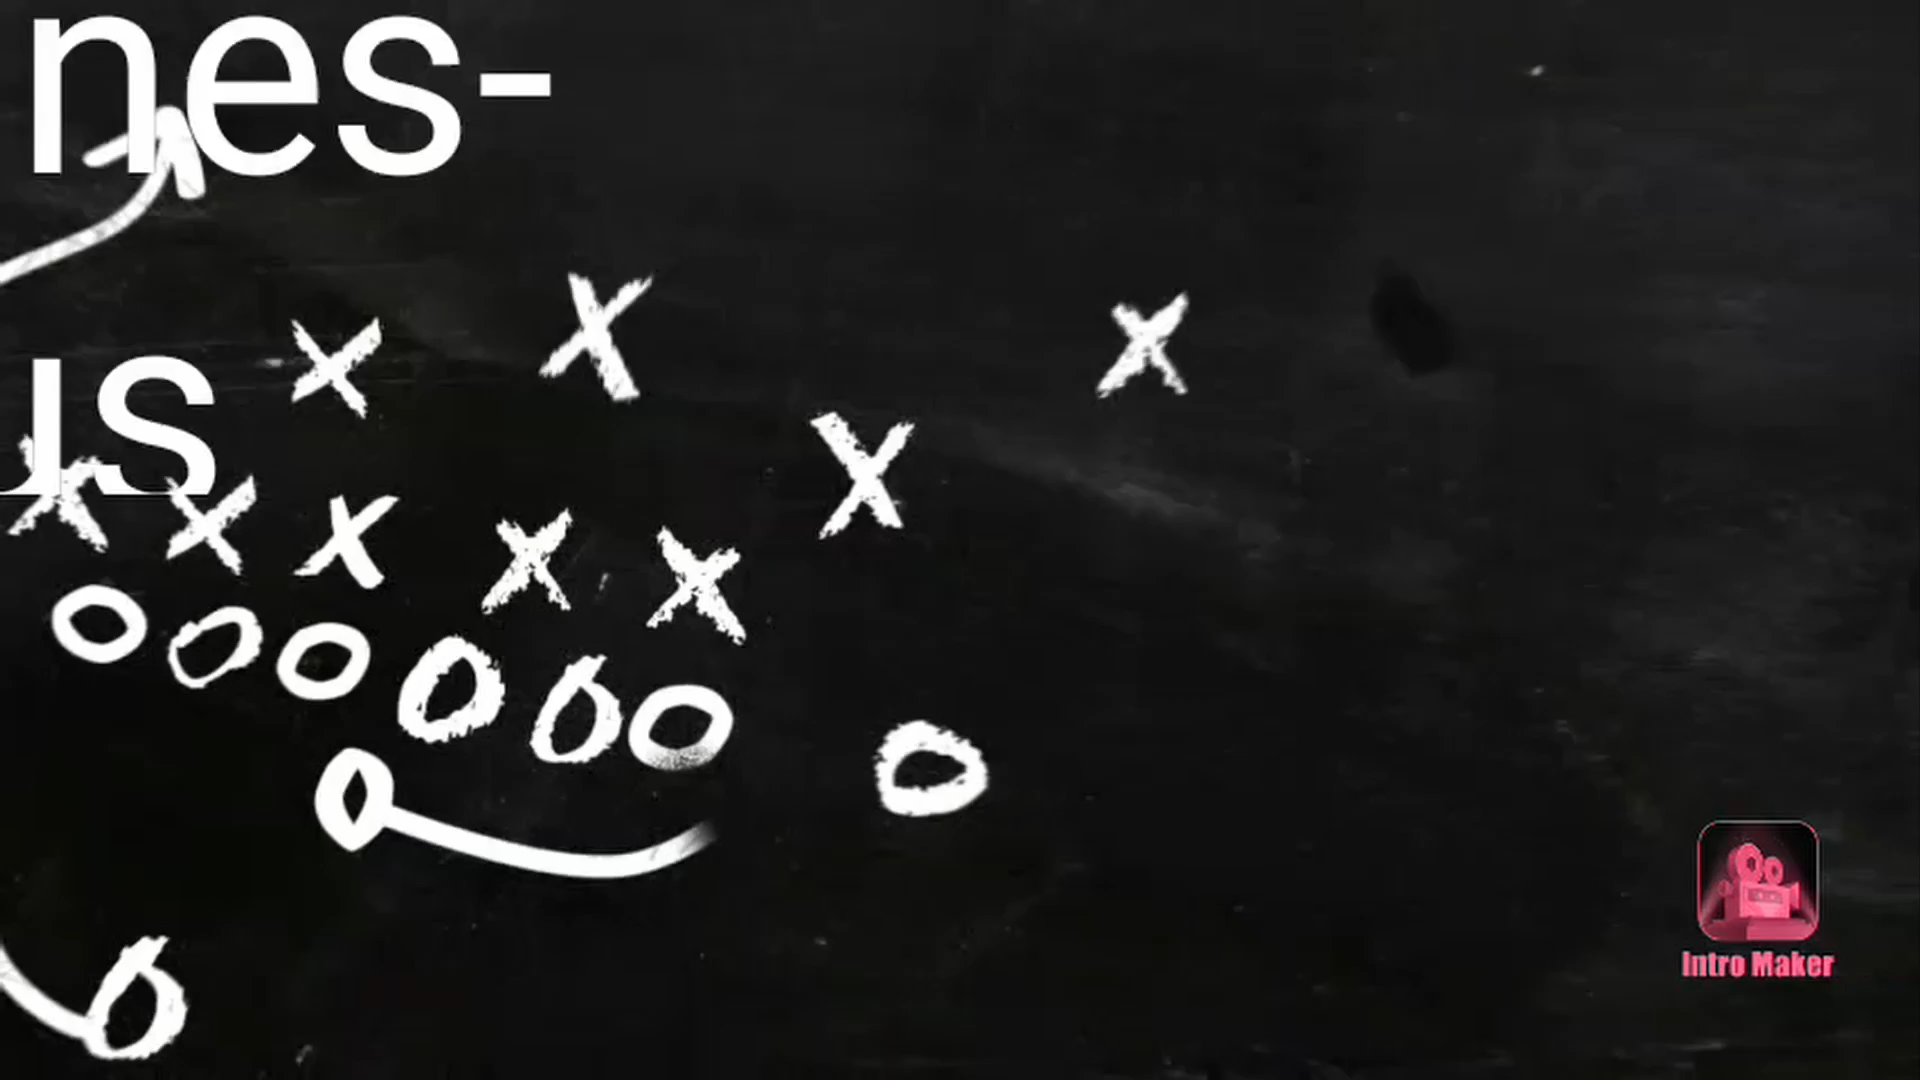 nes-
us
x x x
x
x x x x x
o o o o o o
o
o
o
Intro Maker